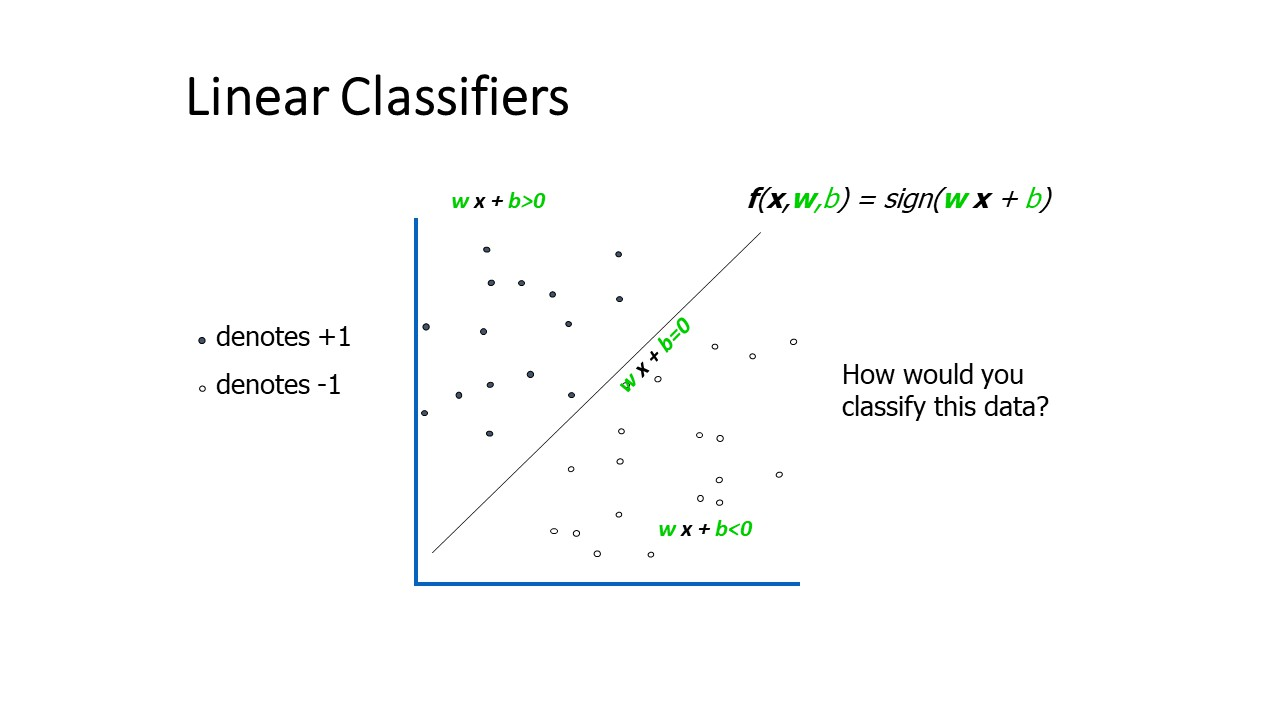 Linear Classifiers
w x + b>0
f(x,w,b) = sign(w x + b)
denotes +1
denotes -1
w x + b=0
How would you
classify this data?
w x + b<0